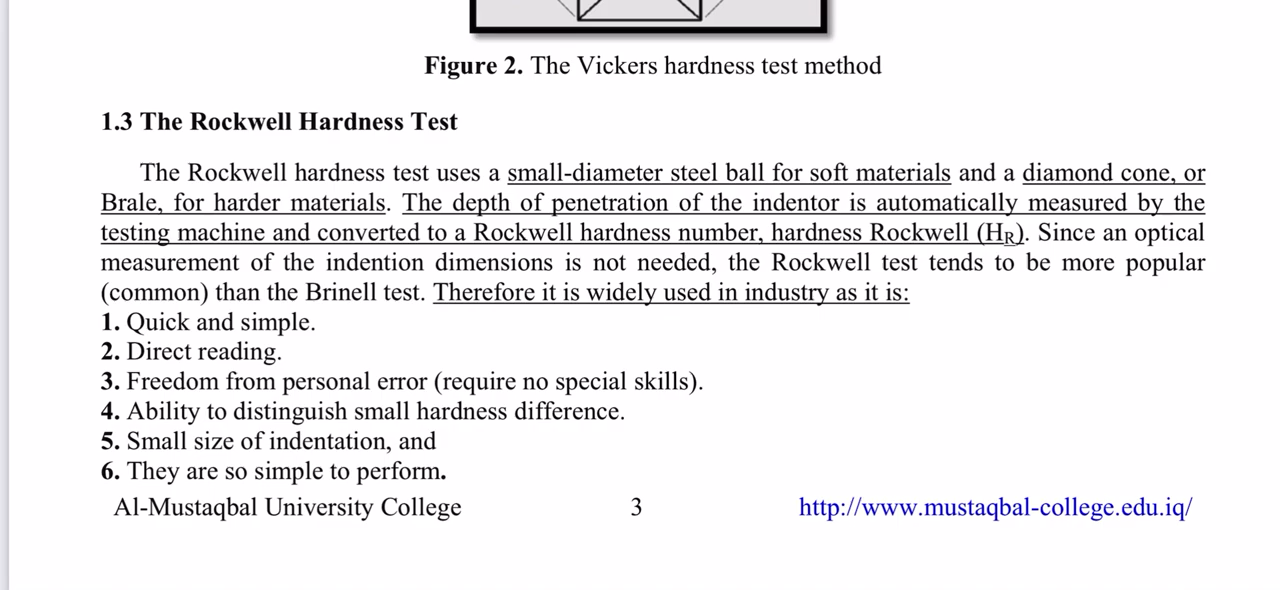 Figure 2. The Vickers hardness test method
1.3 The Rockwell Hardness Test
The Rockwell hardness test uses a small-diameter steel ball for soft materials and a diamond cone, or
Brale, for harder materials. The depth of penetration of the indentor is automatically measured by the
testing machine and converted to a Rockwell hardness number, hardness Rockwell (HR). Since an optical
measurement of the indention dimensions is not needed, the Rockwell test tends to be more popular
(common) than the Brinell test. Therefore it is widely used in industry as it is:
1. Quick and simple.
2. Direct reading.
3. Freedom from personal error (require no special skills).
4. Ability to distinguish small hardness difference.
5. Small size of indentation, and
6. They are so simple to perform.
Al-Mustaqbal University College 3 http://www.mustaqbal-college.edu.iq/